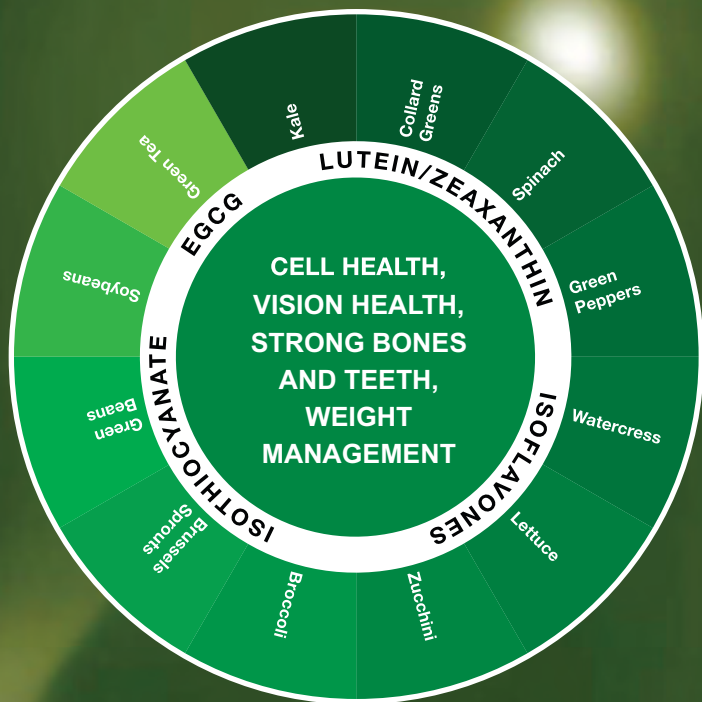 CELL HEALTH,
VISION HEALTH,
STRONG BONES
AND TEETH,
WEIGHT
MANAGEMENT
LUTEIN/ZEAXANTHIN
ISOFLAVONES
ISOTHIOCYANATE
EGCG
Kale
Collard
Greens
Spinach
Green
Peppers
Watercress
Lettuce
Zucchini
Broccoli
Brussels
Sprouts
Green
Beans
Soybeans
Green Tea